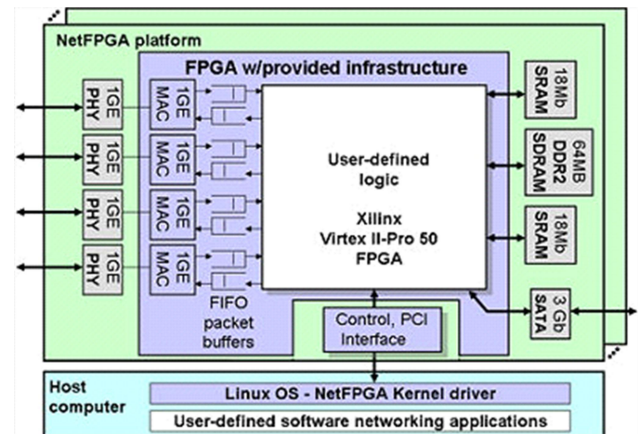 NetFPGA platform
FPGA w/provided infrastructure
1GE
PHY
1GE
MAC
1GE
PHY
1GE
MAC
1GE
PHY
1GE
MAC
1GE
PHY
1GE
MAC
FIFO
packet
buffers
User-defined
logic
Xilinx
Virtex II-Pro 50
FPGA
18Mb
SRAM
64MB
DDR2
SDRAM
18Mb
SRAM
3 Gb
SATA
Control, PCI
Interface
Host
computer
Linux OS - NetFPGA Kernel driver
User-defined software networking applications